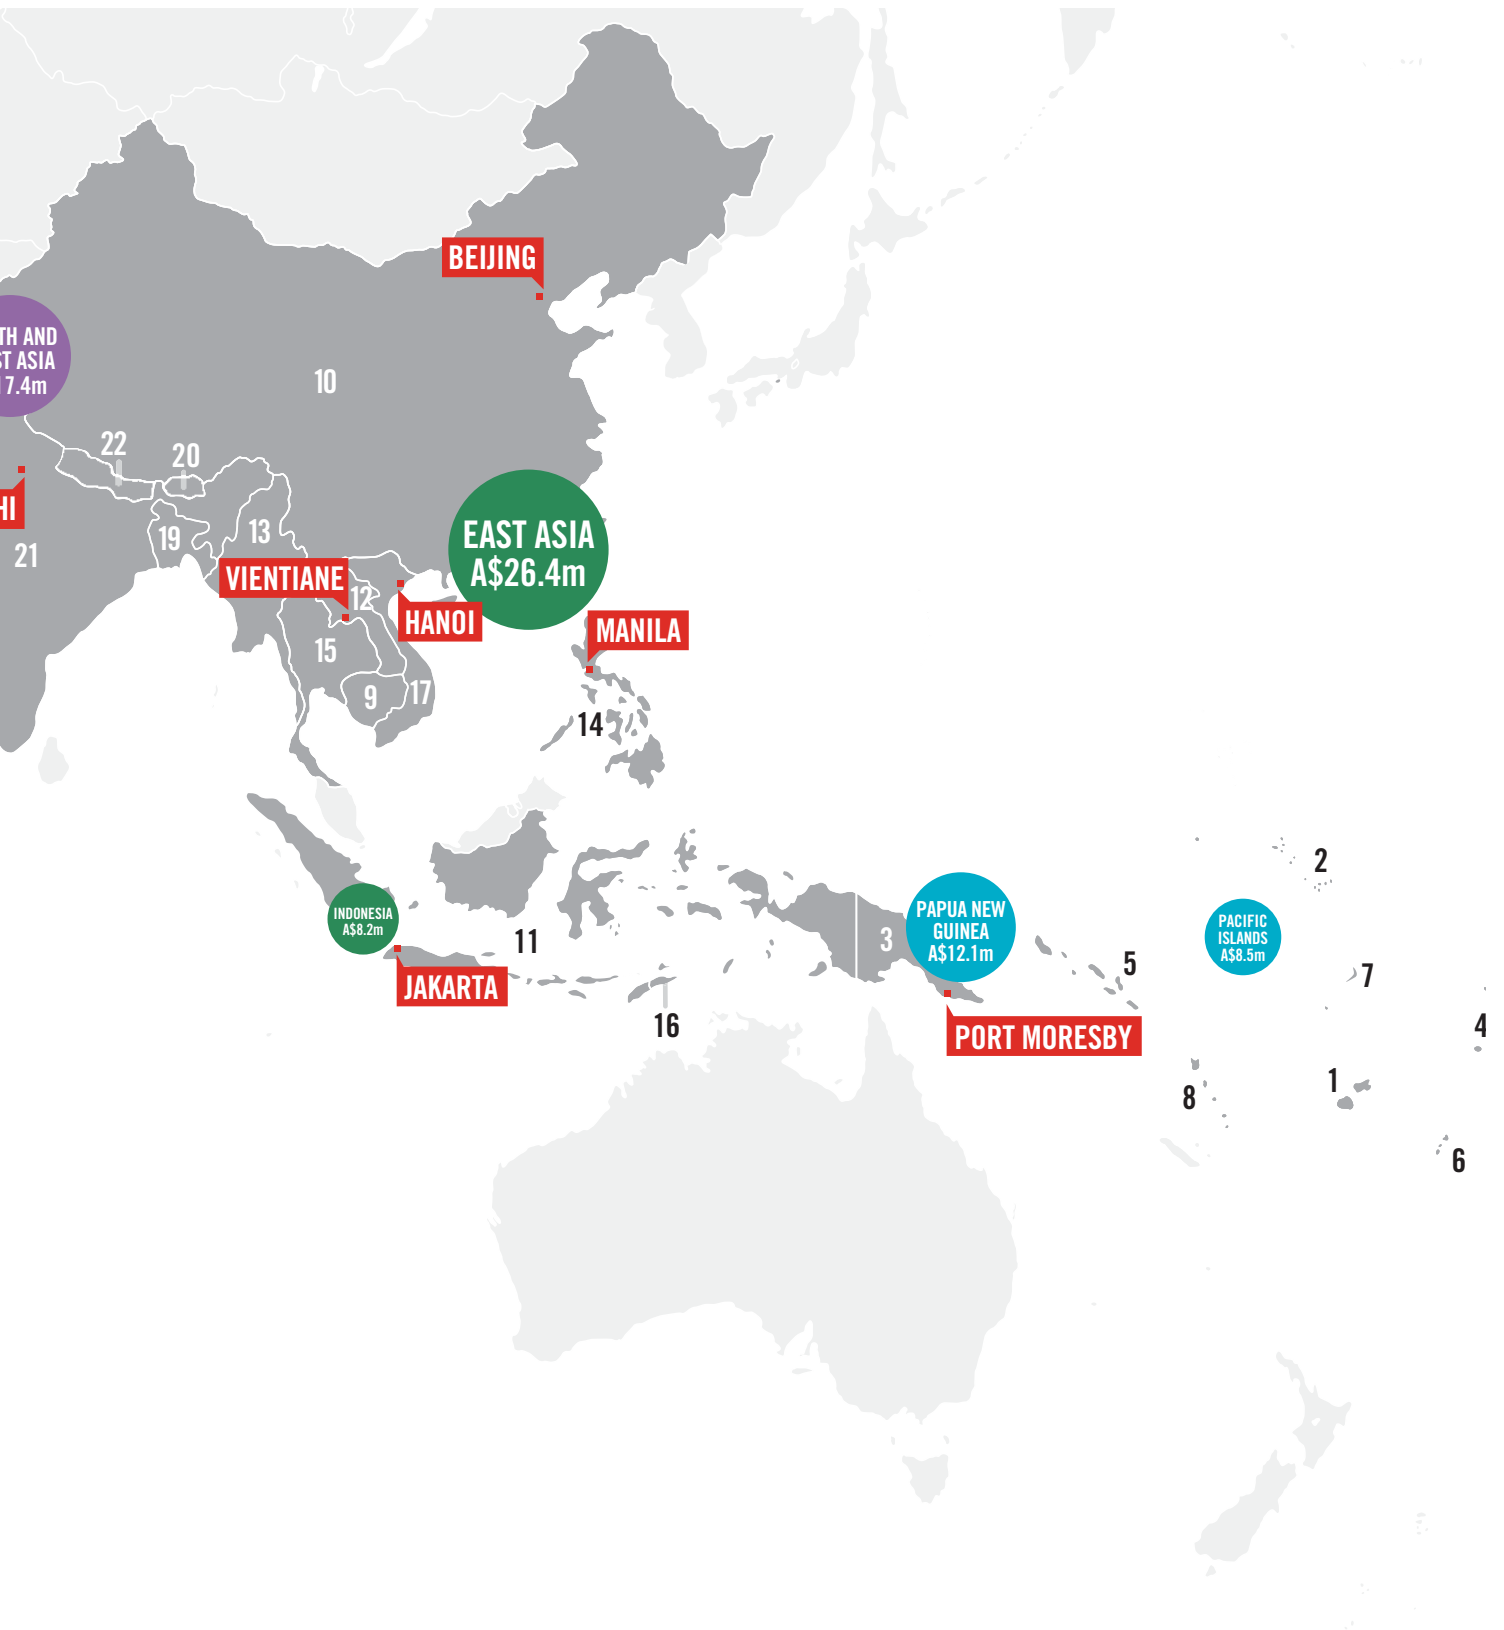 BEIJING
TH AND
ST ASIA
17.4m
10
22
20
HI
21
19
13
EAST ASIA
A$26.4m
VIENTIANE
12
HANOI
MANILA
15
9
17
14
INDONESIA
A$8.2m
11
JAKARTA
16
3
PAPUA NEW
GUINEA
A$12.1m
PORT MORESBY
5
PACIFIC
ISLANDS
A$8.5m
2
7
4
8
1
6